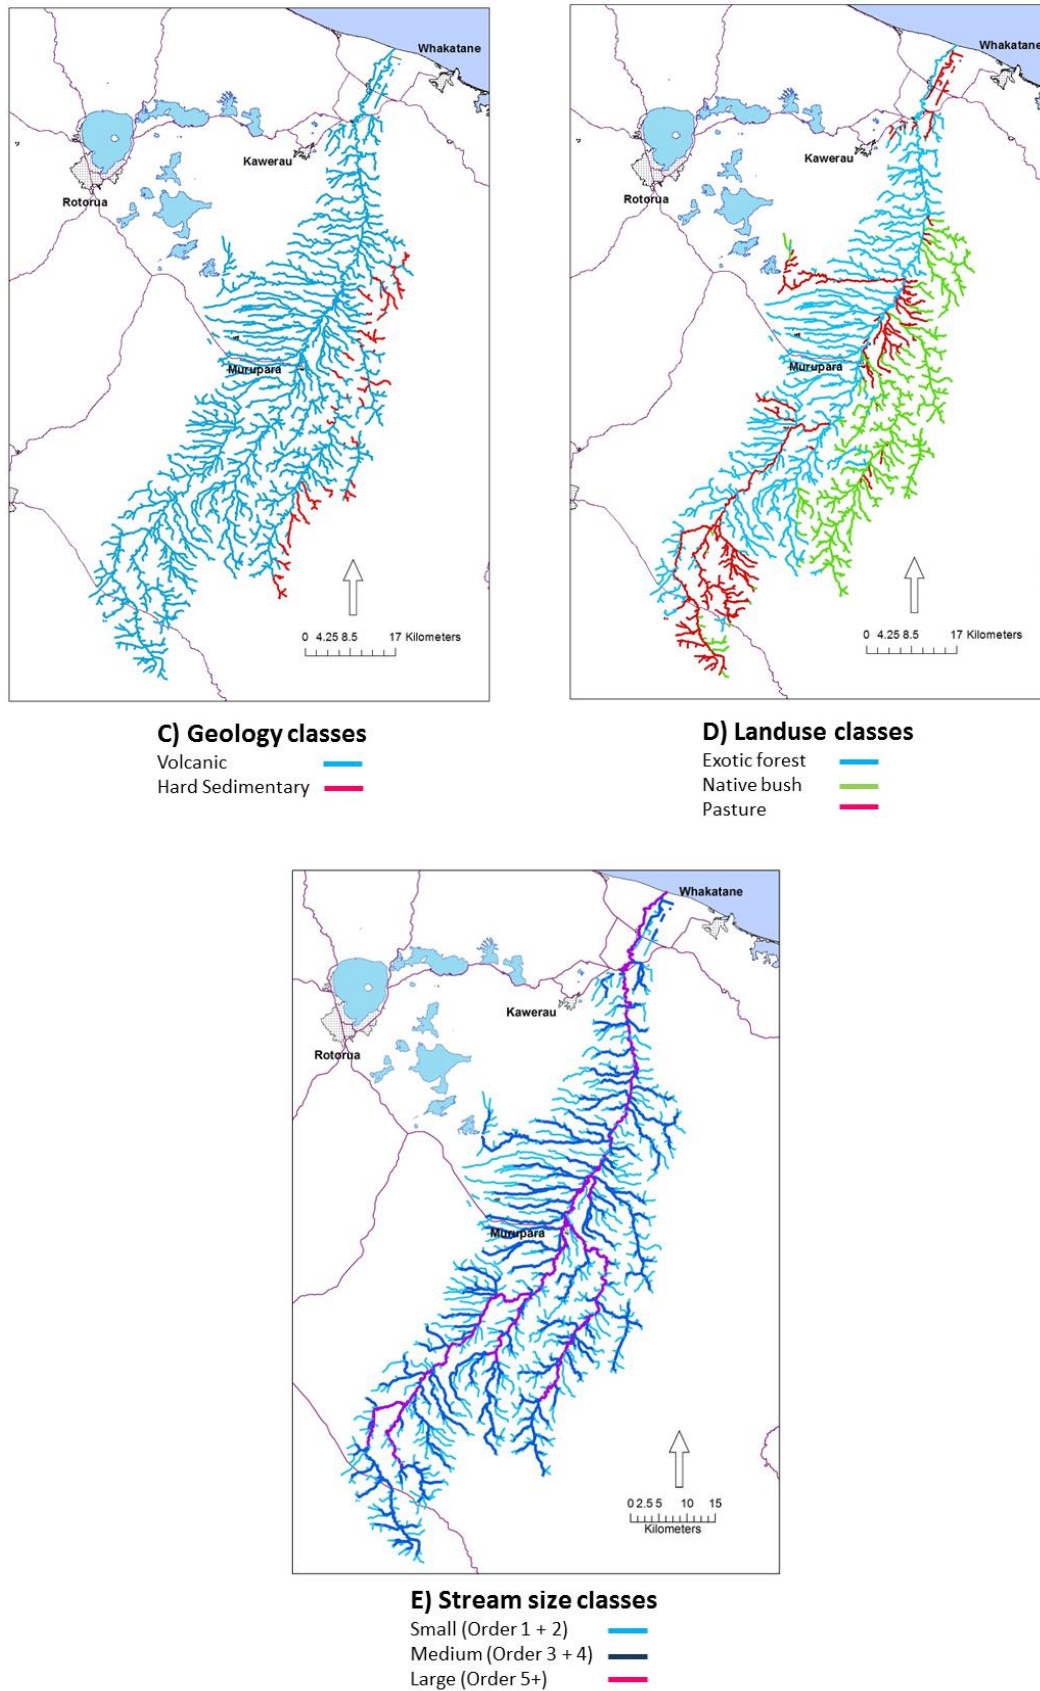 Whakatane
Kawerau
Rotorua
Murupara
0 4.25 8.5 17 Kilometers
C) Geology classes
Volcanic
Hard Sedimentary
Whakatane
Kawerau
Rotorua
Murupara
0 4.25 8.5 17 Kilometers
D) Landuse classes
Exotic forest
Native bush
Pasture
Whakatane
Kawerau
Rotorua
Murupara
0 2.5 5 10 15
Kilometers
E) Stream size classes
Small (Order 1 + 2)
Medium (Order 3 + 4)
Large (Order 5+)